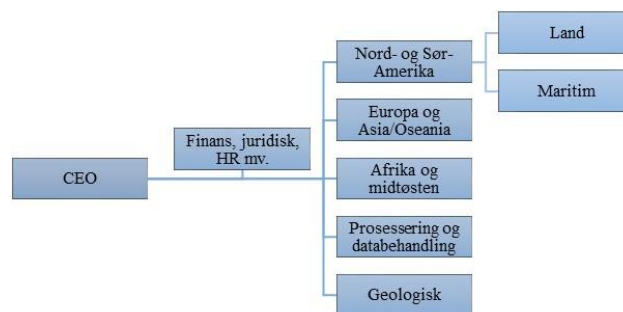 CEO
Finans, juridisk,
HR mv.
Nord- og Sør-
Amerika
Land
Maritim
Europa og
Asia/Oseania
Afrika og
midtøsten
Prosessering og
databehandling
Geologisk